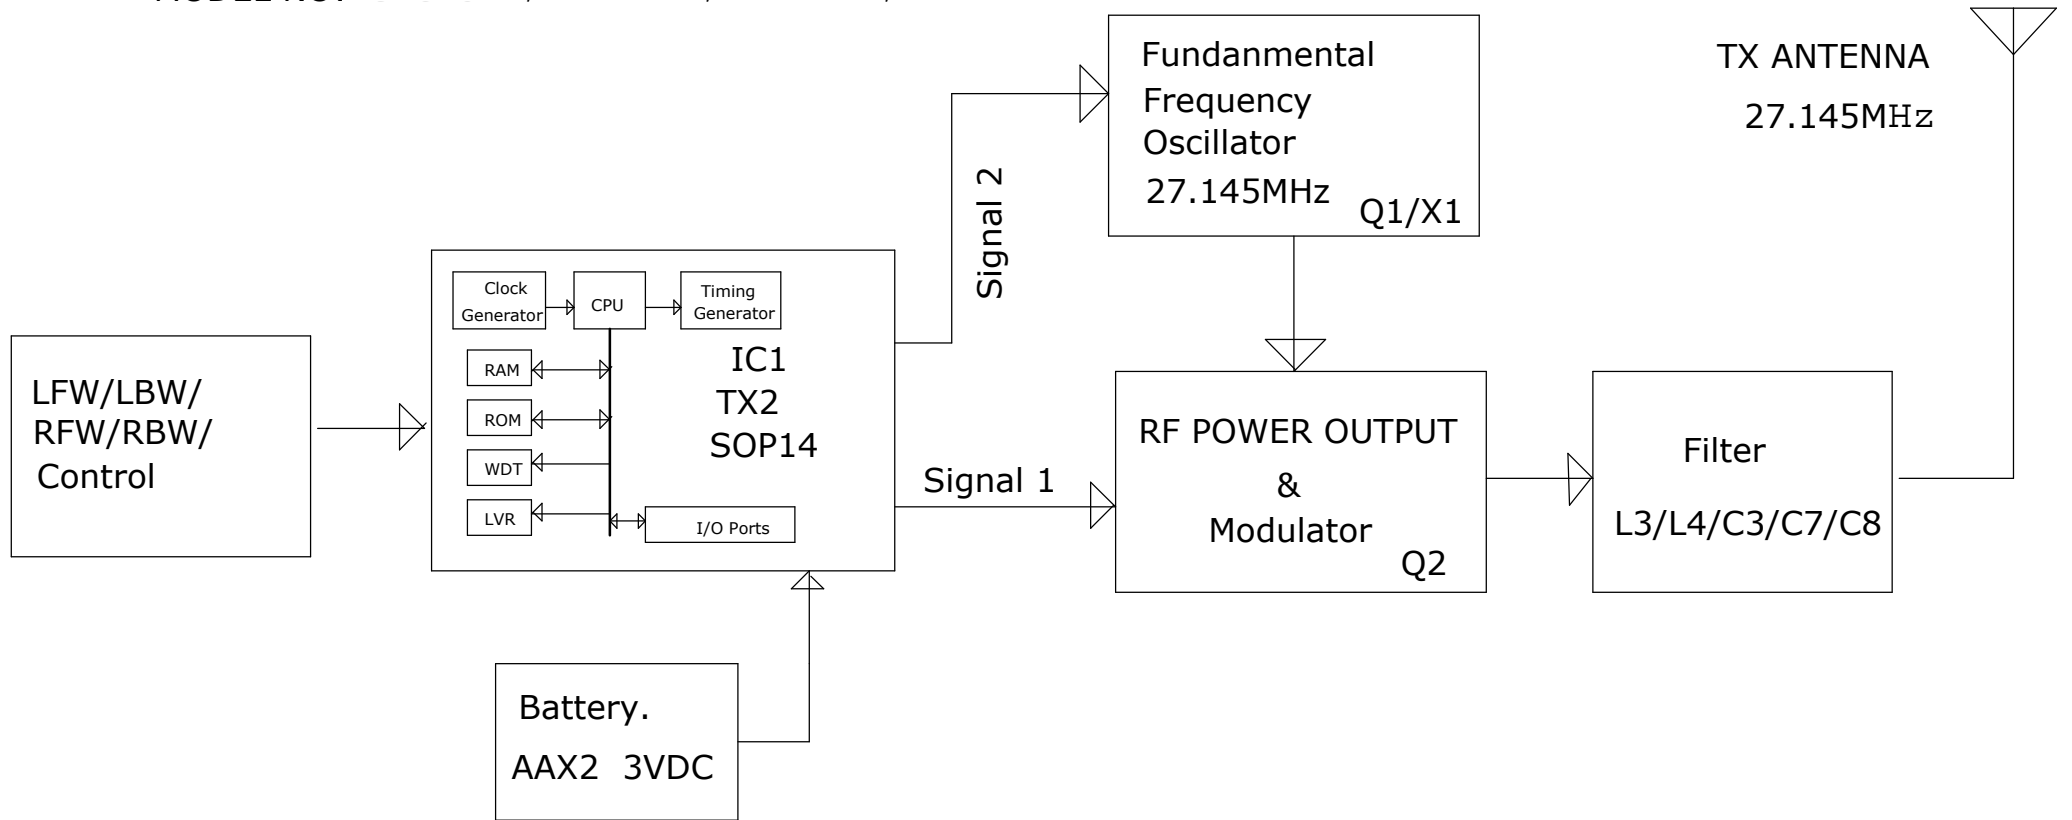 Fundanmental
Frequency
Oscillator
27.145MHz
Q1/X1
TX ANTENNA
27.145MHz
Signal 2
Clock
Generator
CPU
Timing
Generator
RAM
ROM
WDT
LVR
I/O Ports
IC1
TX2
SOP14
LFW/LBW/
RFW/RBW/
Control
Signal 1
RF POWER OUTPUT
&
Modulator
Q2
Filter
L3/L4/C3/C7/C8
Battery.
AAX2 3VDC